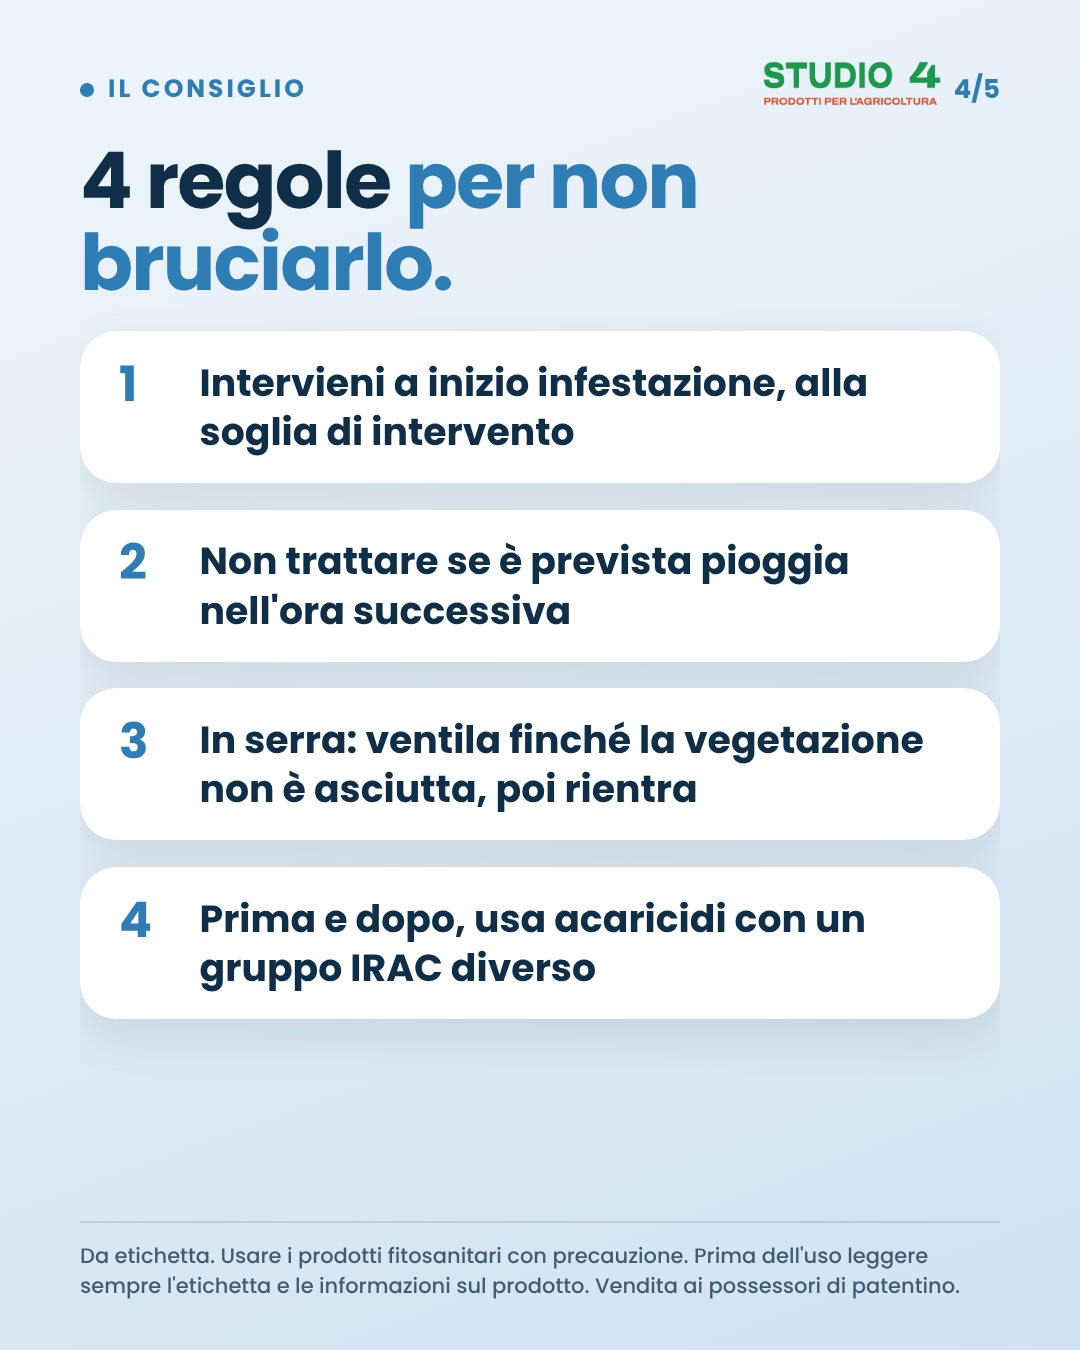 IL CONSIGLIO
STUDIO 4
PRODOTTI PER L'AGRICOLTURA
4/5
4 regole per non
bruciarlo.
1
Intervieni a inizio infestazione, alla
soglia di intervento
2
Non trattare se è prevista pioggia
nell'ora successiva
3
In serra: ventila finché la vegetazione
non è asciutta, poi rientra
4
Prima e dopo, usa acaricidi con un
gruppo IRAC diverso
Da etichetta. Usare i prodotti fitosanitari con precauzione. Prima dell'uso leggere
sempre l'etichetta e le informazioni sul prodotto. Vendita ai possessori di patentino.